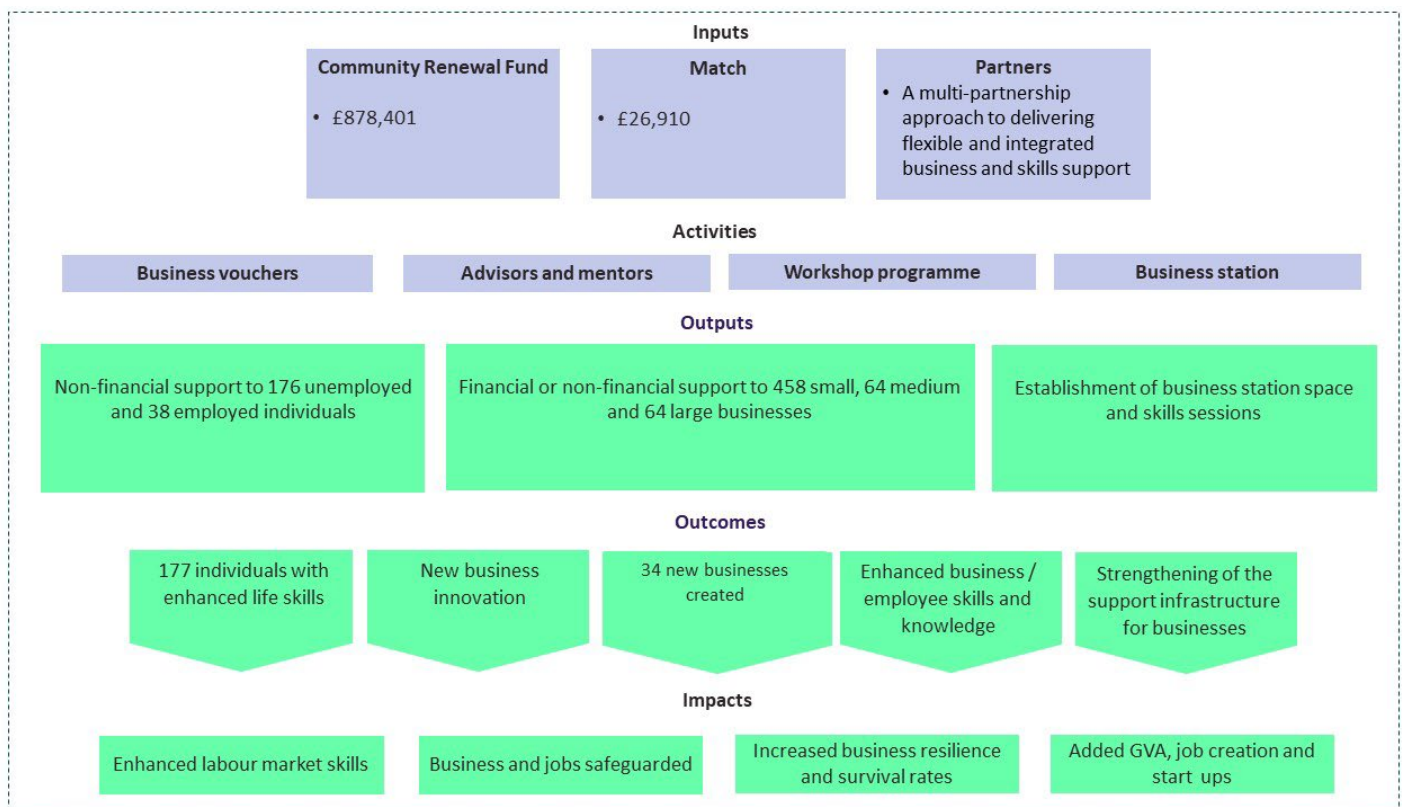 Inputs
Community Renewal Fund
• £878,401
Match
• £26,910
Partners
• A multi-partnership
approach to delivering
flexible and integrated
business and skills support
Activities
Business vouchers
Advisors and mentors
Workshop programme
Business station
Outputs
Non-financial support to 176 unemployed
and 38 employed individuals
Financial or non-financial support to 458 small, 64 medium
and 64 large businesses
Establishment of business station space
and skills sessions
Outcomes
177 individuals with
enhanced life skills
New business
innovation
34 new businesses
created
Enhanced business /
employee skills and
knowledge
Strengthening of the
support infrastructure
for businesses
Impacts
Enhanced labour market skills
Business and jobs safeguarded
Increased business resilience
and survival rates
Added GVA, job creation and
start ups